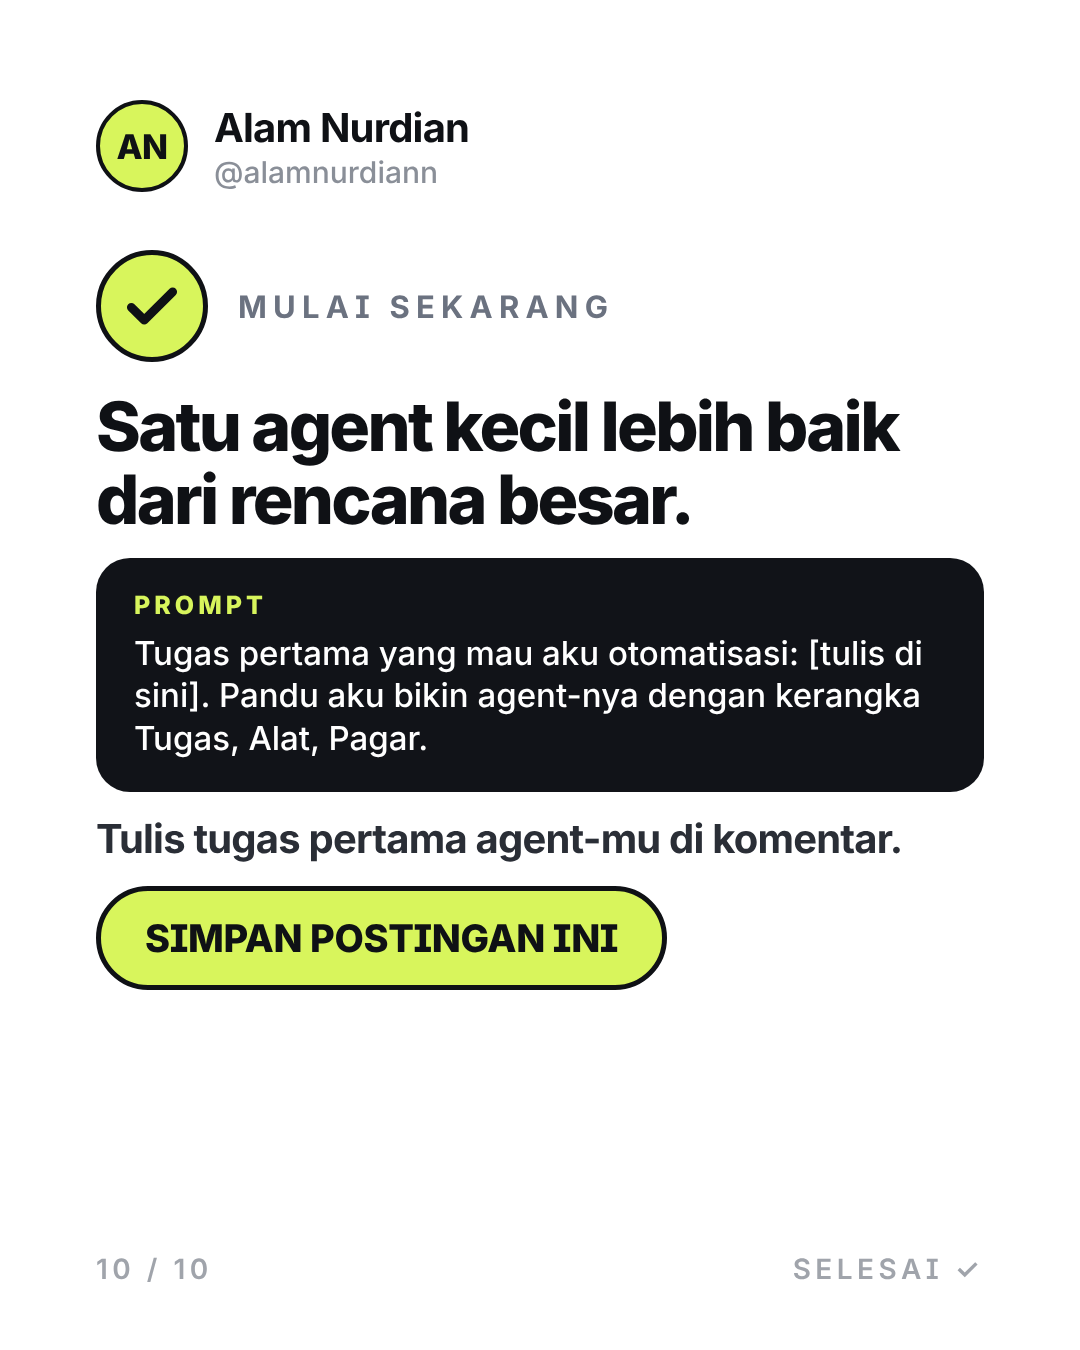 AN
Alam Nurdian
@alamnurdiann
MULAI SEKARANG
Satu agent kecil lebih baik
dari rencana besar.
PROMPT
Tugas pertama yang mau aku otomatisasi: [tulis di
sini]. Pandu aku bikin agent-nya dengan kerangka
Tugas, Alat, Pagar.
Tulis tugas pertama agent-mu di komentar.
SIMPAN POSTINGAN INI
10 / 10
SELESAI ✓